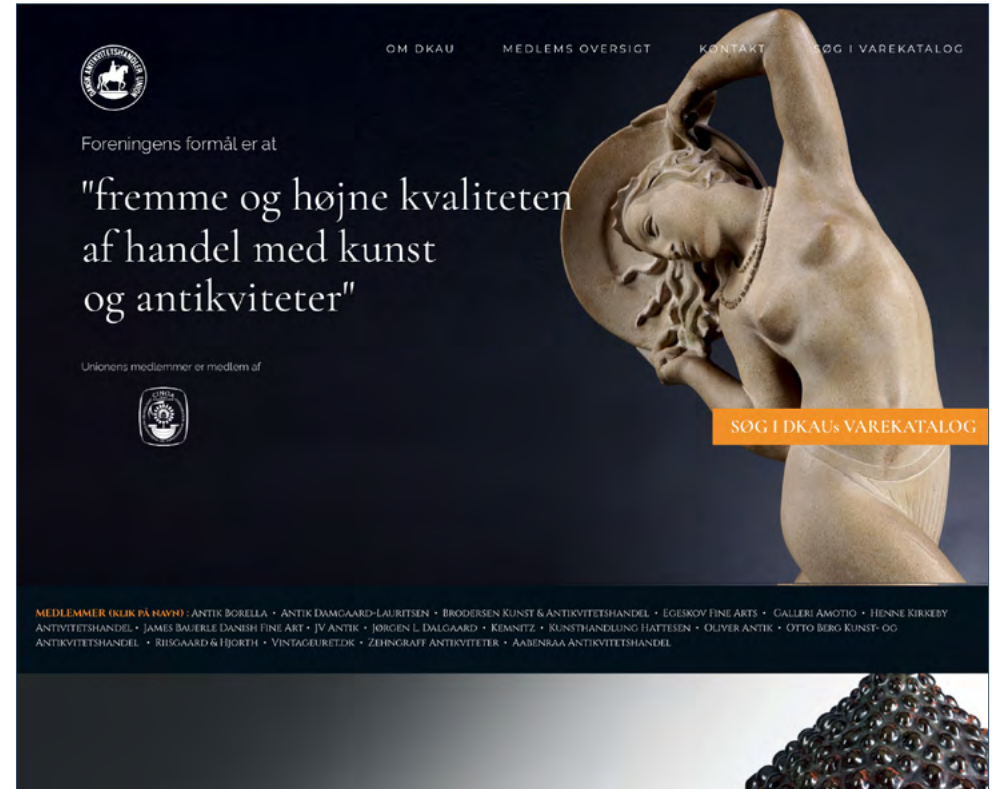 OM DKAU MEDLEMS OVERSIGT KONTAKT SØG I VAREKATALOG
DANSK ANTIKVITETSHANDLER UNION
Foreningens formål er at
"fremme og højne kvaliteten
af handel med kunst
og antikviteter"
Unionens medlemmer er medlem af
CINOA
SØG I DKAUs VAREKATALOG
MEDLEMMER (KLIK PÅ NAVN) : ANTIK BORELLA • ANTIK DAMGAARD-LAURITSEN • BRODERSEN KUNST & ANTIKVITETSHANDEL • EGESKOV FINE ARTS • GALLERI AMOTIO • HENNE KIRKEBY
ANTIVITETSHANDEL • JAMES BAUERLE DANISH FINE ART • JV ANTIK • JØRGEN L. DALGAARD • KEMNITZ • KUNSTHANDLUNG HATTESEN • OLIVER ANTIK • OTTO BERG KUNST- OG
ANTIKVITETSHANDEL • RIISGAARD & HJORTH • VINTAGEURET.DK • ZEHNGRAFF ANTIKVITETER • AABENRAA ANTIKVITETSHANDEL